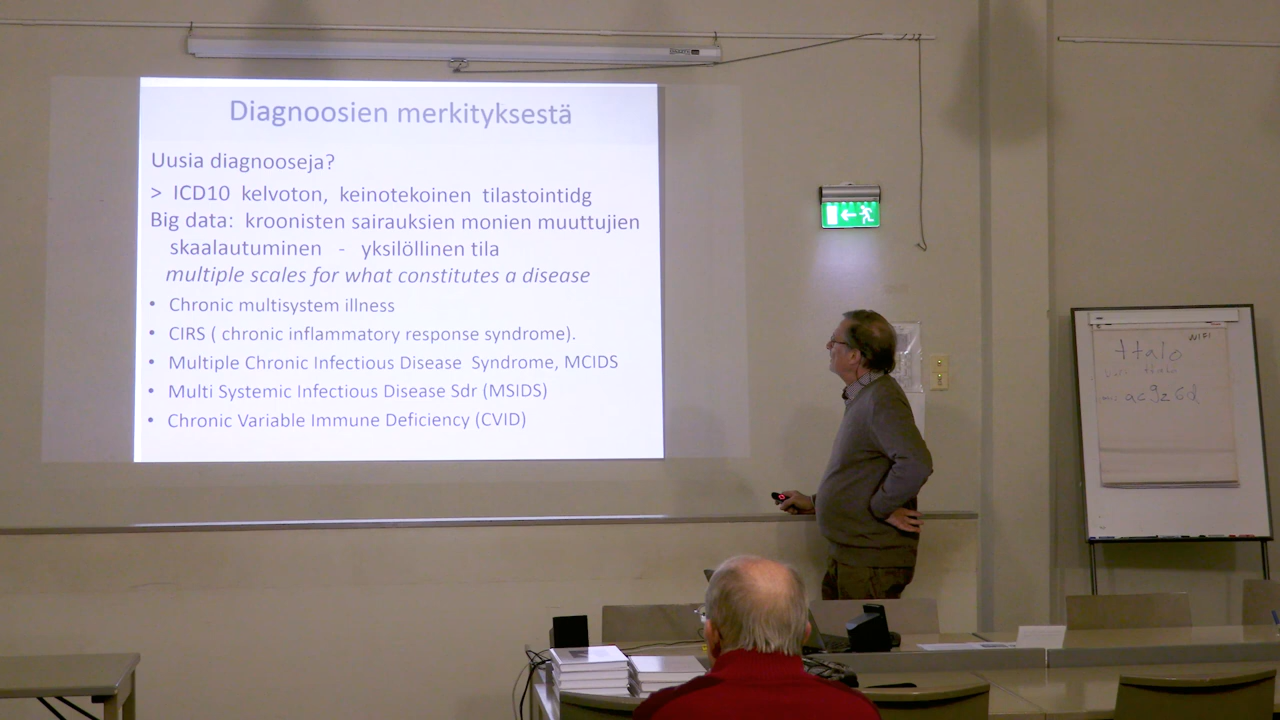 Diagnoosien merkityksestä
Uusia diagnooseja?
> ICD10 kelvoton, keinotekoinen tilastointidg
Big data: kroonisten sairauksien monien muuttujien
skaalautuminen - yksilöllinen tila
multiple scales for what constitutes a disease
• Chronic multisystem illness
• CIRS ( chronic inflammatory response syndrome).
• Multiple Chronic Infectious Disease Syndrome, MCIDS
• Multi Systemic Infectious Disease Sdr (MSIDS)
• Chronic Variable Immune Deficiency (CVID)
WIFI
ttalo